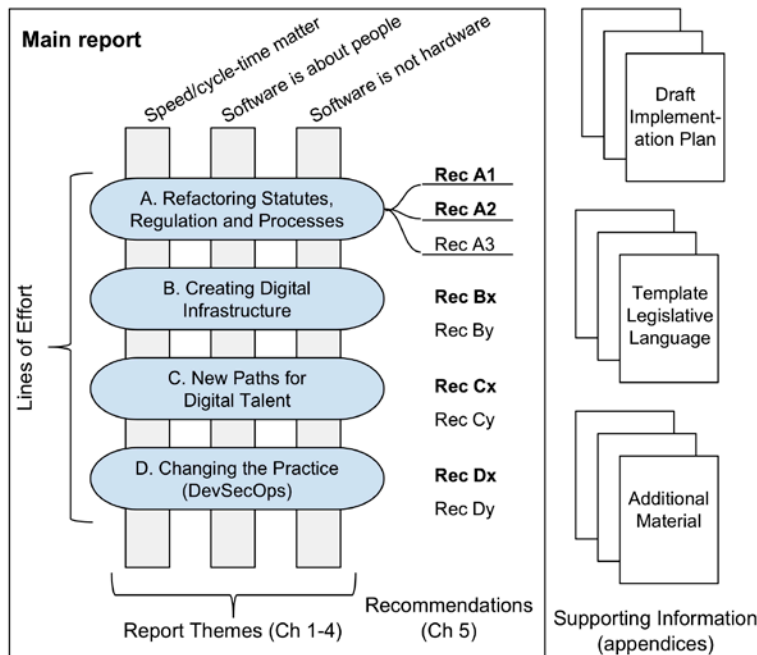 Main report
Speed/cycle-time matter
Software is about people
Software is not hardware
Lines of Effort
A. Refactoring Statutes,
Regulation and Processes
Rec A1
Rec A2
Rec A3
B. Creating Digital
Infrastructure
Rec Bx
Rec By
C. New Paths for
Digital Talent
Rec Cx
Rec Cy
D. Changing the Practice
(DevSecOps)
Rec Dx
Rec Dy
Report Themes (Ch 1-4)
Recommendations
(Ch 5)
Draft
Implement-
ation Plan
Template
Legislative
Language
Additional
Material
Supporting Information
(appendices)